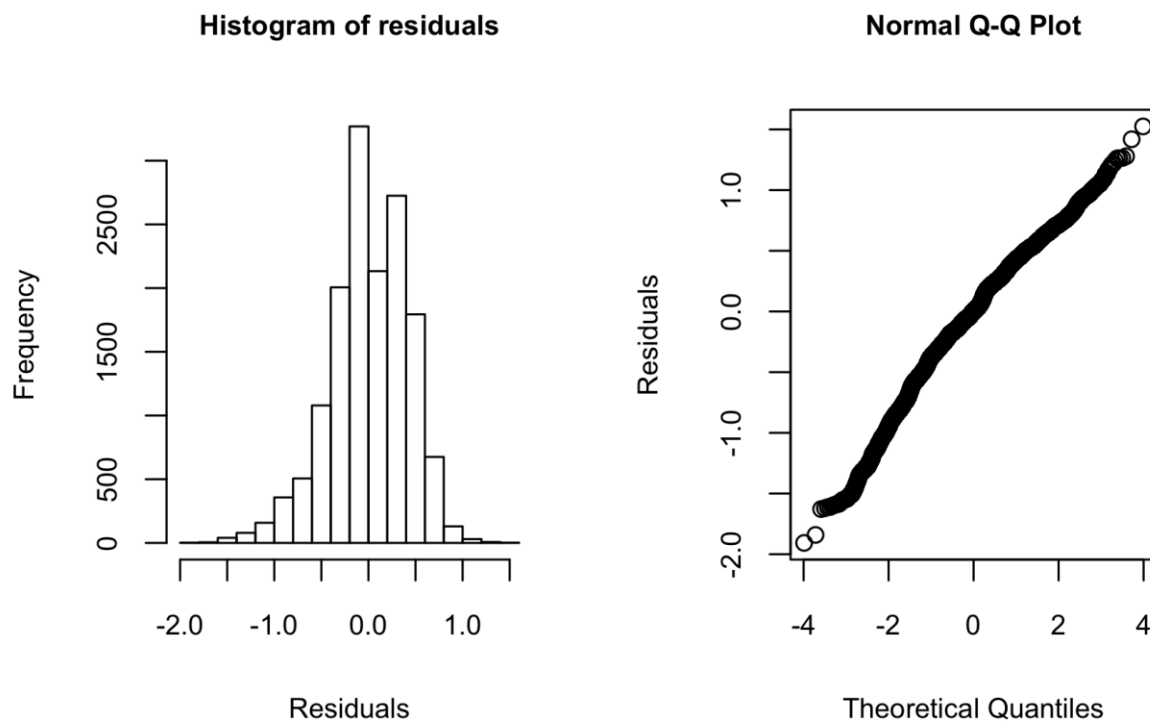 Histogram of residuals
Frequency
2500
1500
500
0
-2.0 -1.0 0.0 1.0
Residuals
Normal Q-Q Plot
Residuals
1.0
0.0
-1.0
-2.0
-4 -2 0 2 4
Theoretical Quantiles